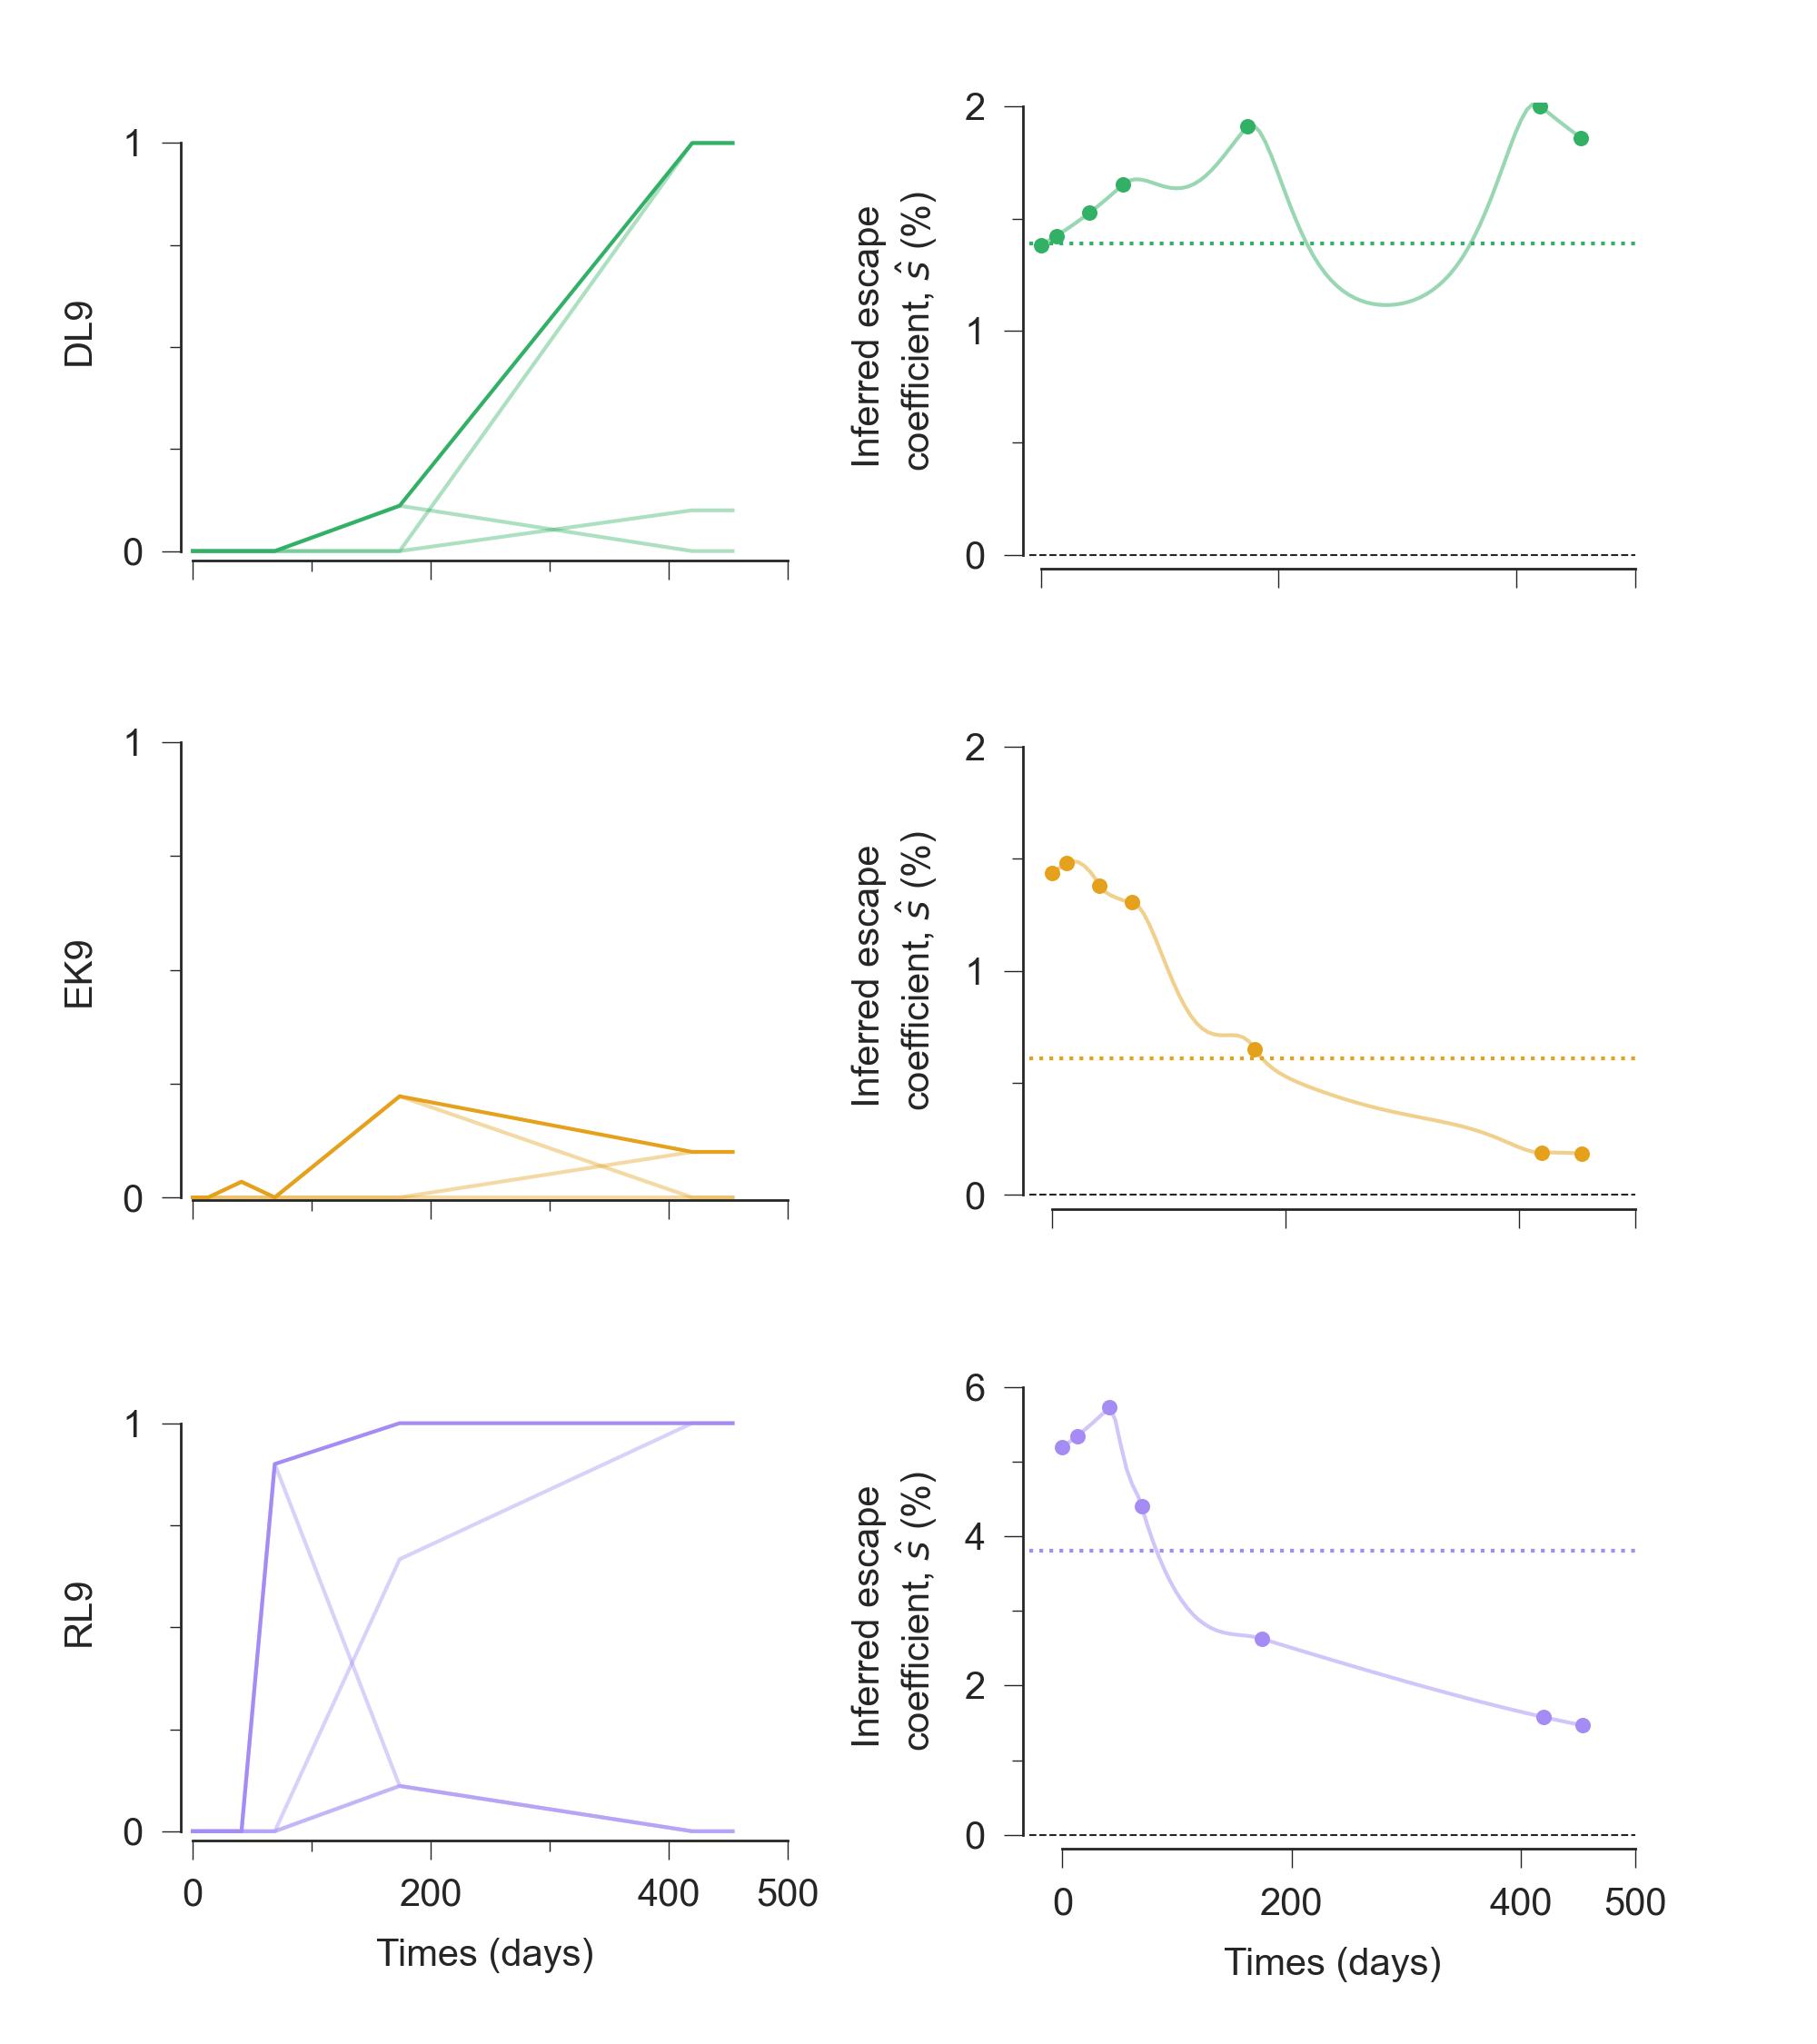 DL9
1
0
Inferred escape
coefficient, ŝ (%)
2
1
0
EK9
1
0
Inferred escape
coefficient, ŝ (%)
2
1
0
RL9
1
0
0 200 400 500
Times (days)
Inferred escape
coefficient, ŝ (%)
6
4
2
0
0 200 400 500
Times (days)